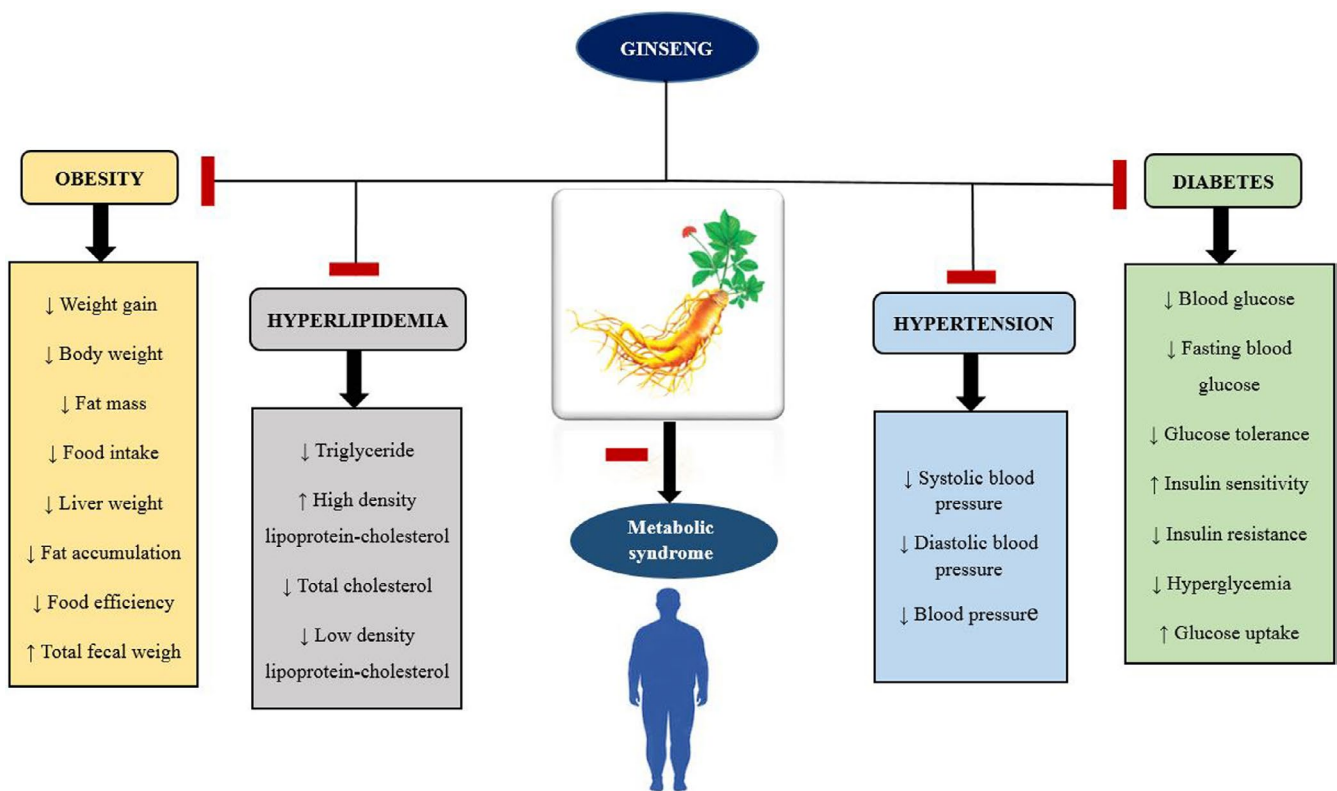 GINSENG
OBESITY
↓ Weight gain
↓ Body weight
↓ Fat mass
↓ Food intake
↓ Liver weight
↓ Fat accumulation
↓ Food efficiency
↑ Total fecal weigh
HYPERLIPIDEMIA
↓ Triglyceride
↑ High density
lipoprotein-cholesterol
↓ Total cholesterol
↓ Low density
lipoprotein-cholesterol
Metabolic
syndrome
HYPERTENSION
↓ Systolic blood
pressure
↓ Diastolic blood
pressure
↓ Blood pressure
DIABETES
↓ Blood glucose
↓ Fasting blood
glucose
↓ Glucose tolerance
↑ Insulin sensitivity
↓ Insulin resistance
↓ Hyperglycemia
↑ Glucose uptake